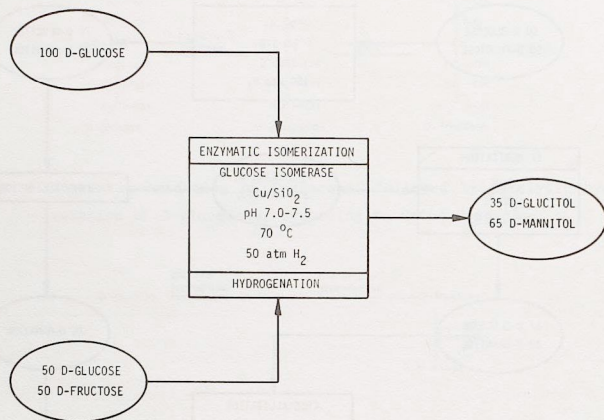 100 D-GLUCOSE
ENZYMATIC ISOMERIZATION
GLUCOSE ISOMERASE
Cu/SiO2
pH 7.0-7.5
70 °C
50 atm H2
HYDROGENATION
35 D-GLUCITOL
65 D-MANNITOL
50 D-GLUCOSE
50 D-FRUCTOSE